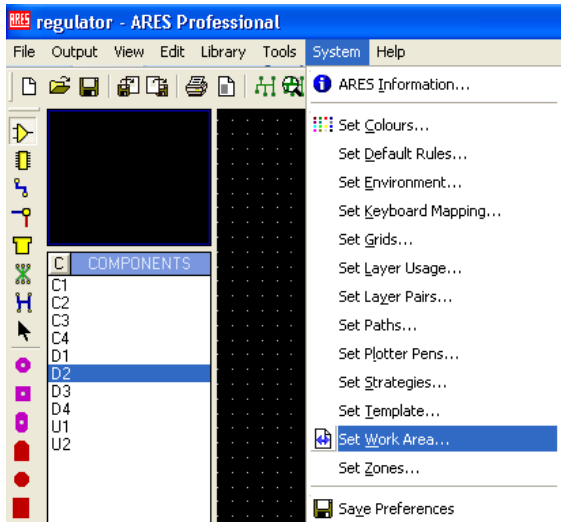 ARES regulator - ARES Professional
File Output View Edit Library Tools System Help
ARES Information...
Set Colours...
Set Default Rules...
Set Environment...
Set Keyboard Mapping...
Set Grids...
Set Layer Usage...
Set Layer Pairs...
Set Paths...
Set Plotter Pens...
Set Strategies...
Set Template...
Set Work Area...
Set Zones...
Save Preferences
C COMPONENTS
C1
C2
C3
C4
D1
D2
D3
D4
U1
U2